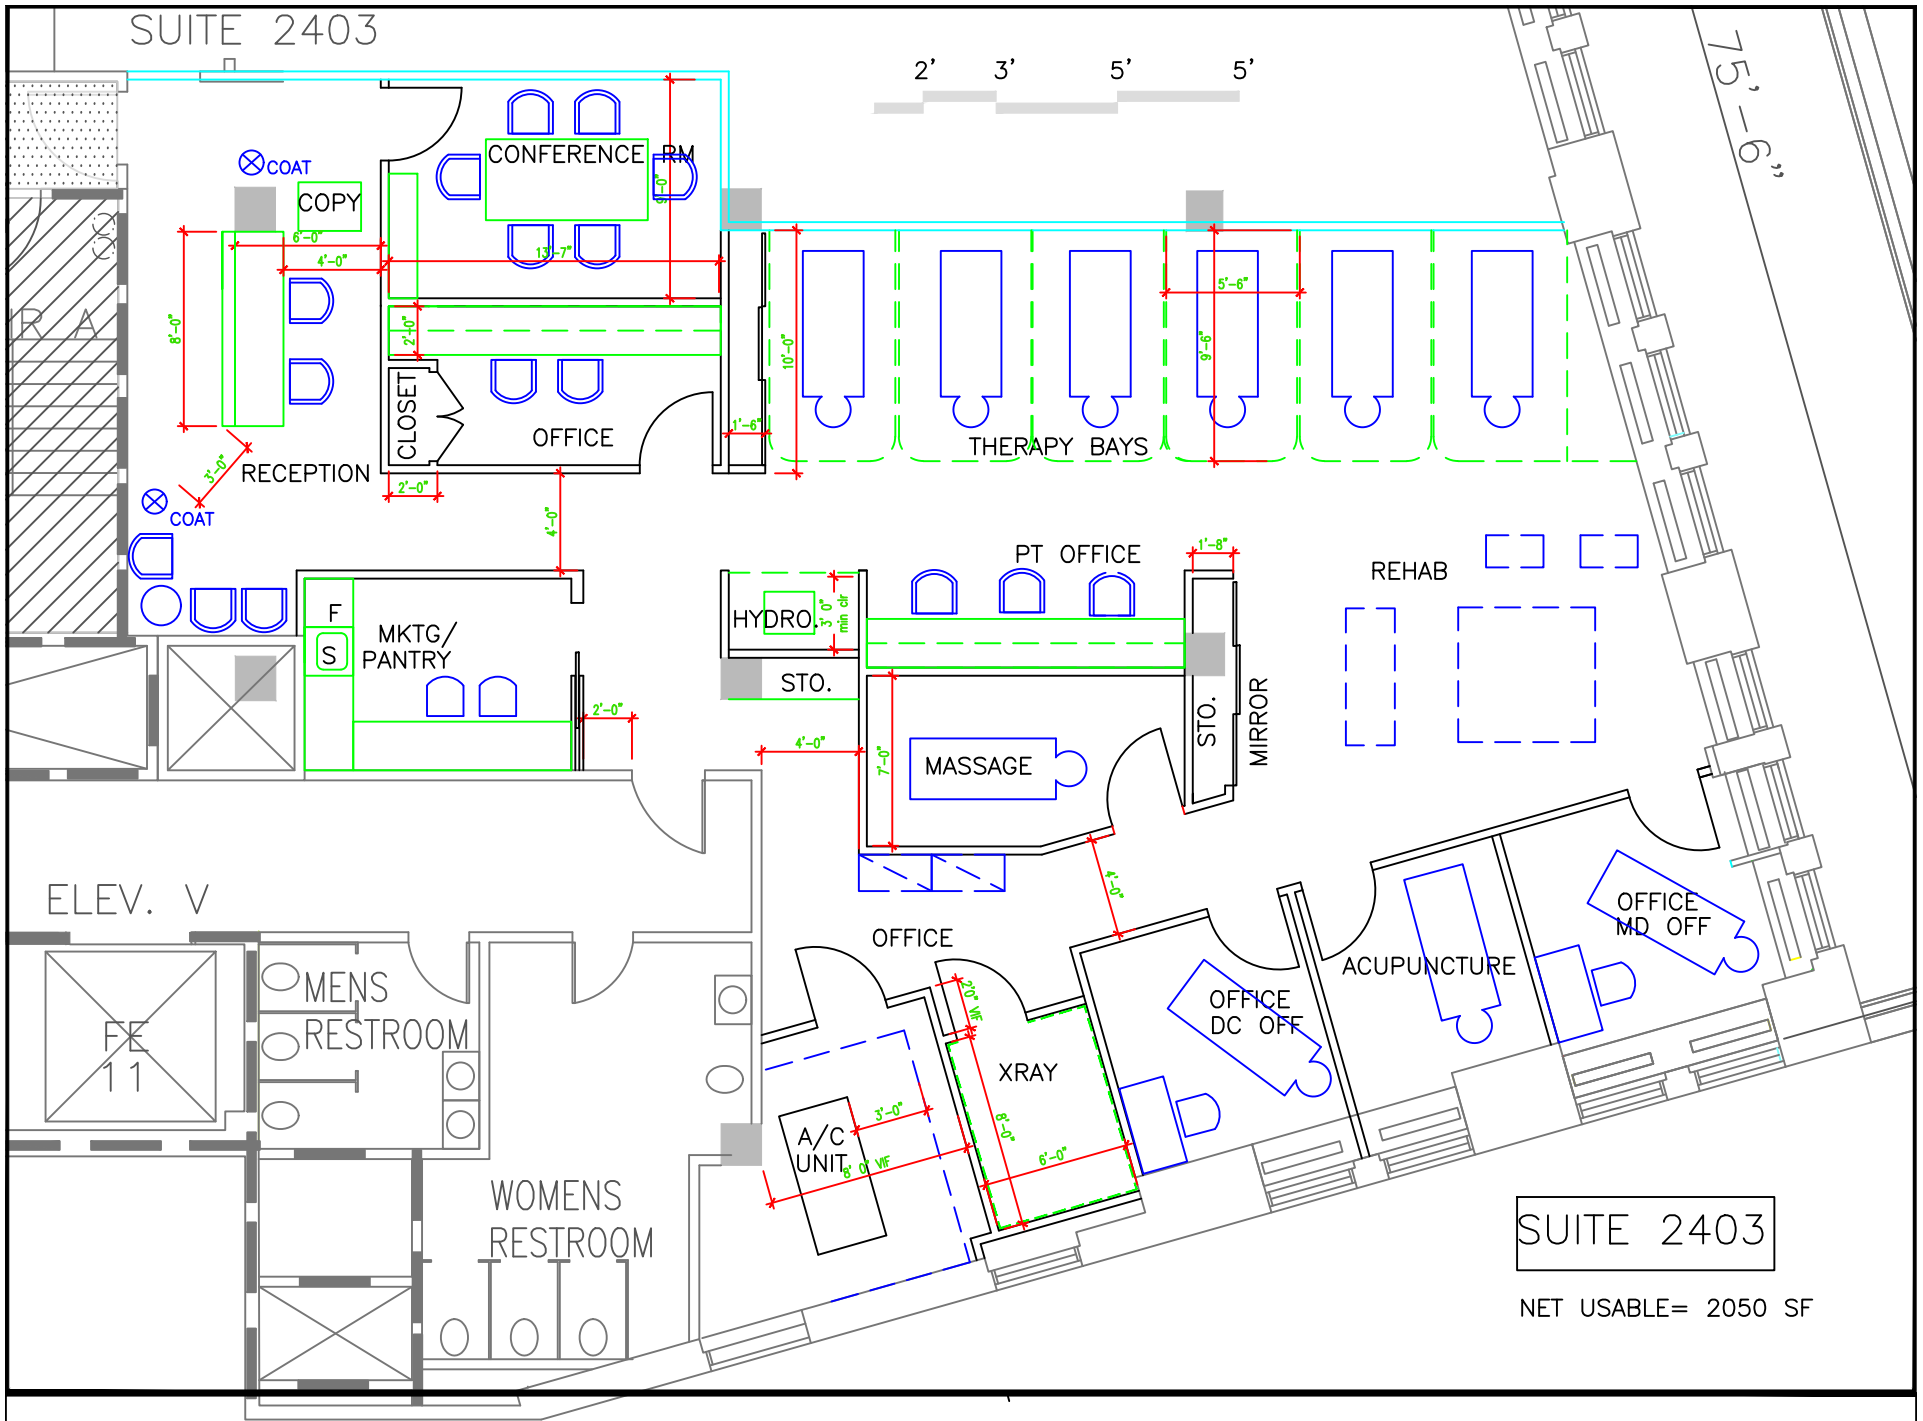 SUITE 2403
2' 3' 5' 5'
75'-6"
COAT
CONFERENCE RM
COPY
9'-0"
6'-0"
4'-0"
13'-7"
8'-0"
IR A
2'-0"
10'-0"
5'-6"
9'-6"
CLOSET
OFFICE
1'-6"
THERAPY BAYS
3'-0"
RECEPTION
2'-0"
COAT
4'-0"
PT OFFICE
1'-8"
REHAB
F
S
MKTG/
PANTRY
HYDRO.
3' 0"
min clr
STO.
2'-0"
4'-0"
7'-0"
MASSAGE
STO.
MIRROR
4'-0"
ELEV. V
OFFICE
OFFICE
MD OFF
ACUPUNCTURE
MENS
RESTROOM
FE
11
2'0" VIF
OFFICE
DC OFF
XRAY
3'-0"
8'-0"
A/C
UNIT
8' 0" VIF
6'-0"
WOMENS
RESTROOM
SUITE 2403
NET USABLE= 2050 SF